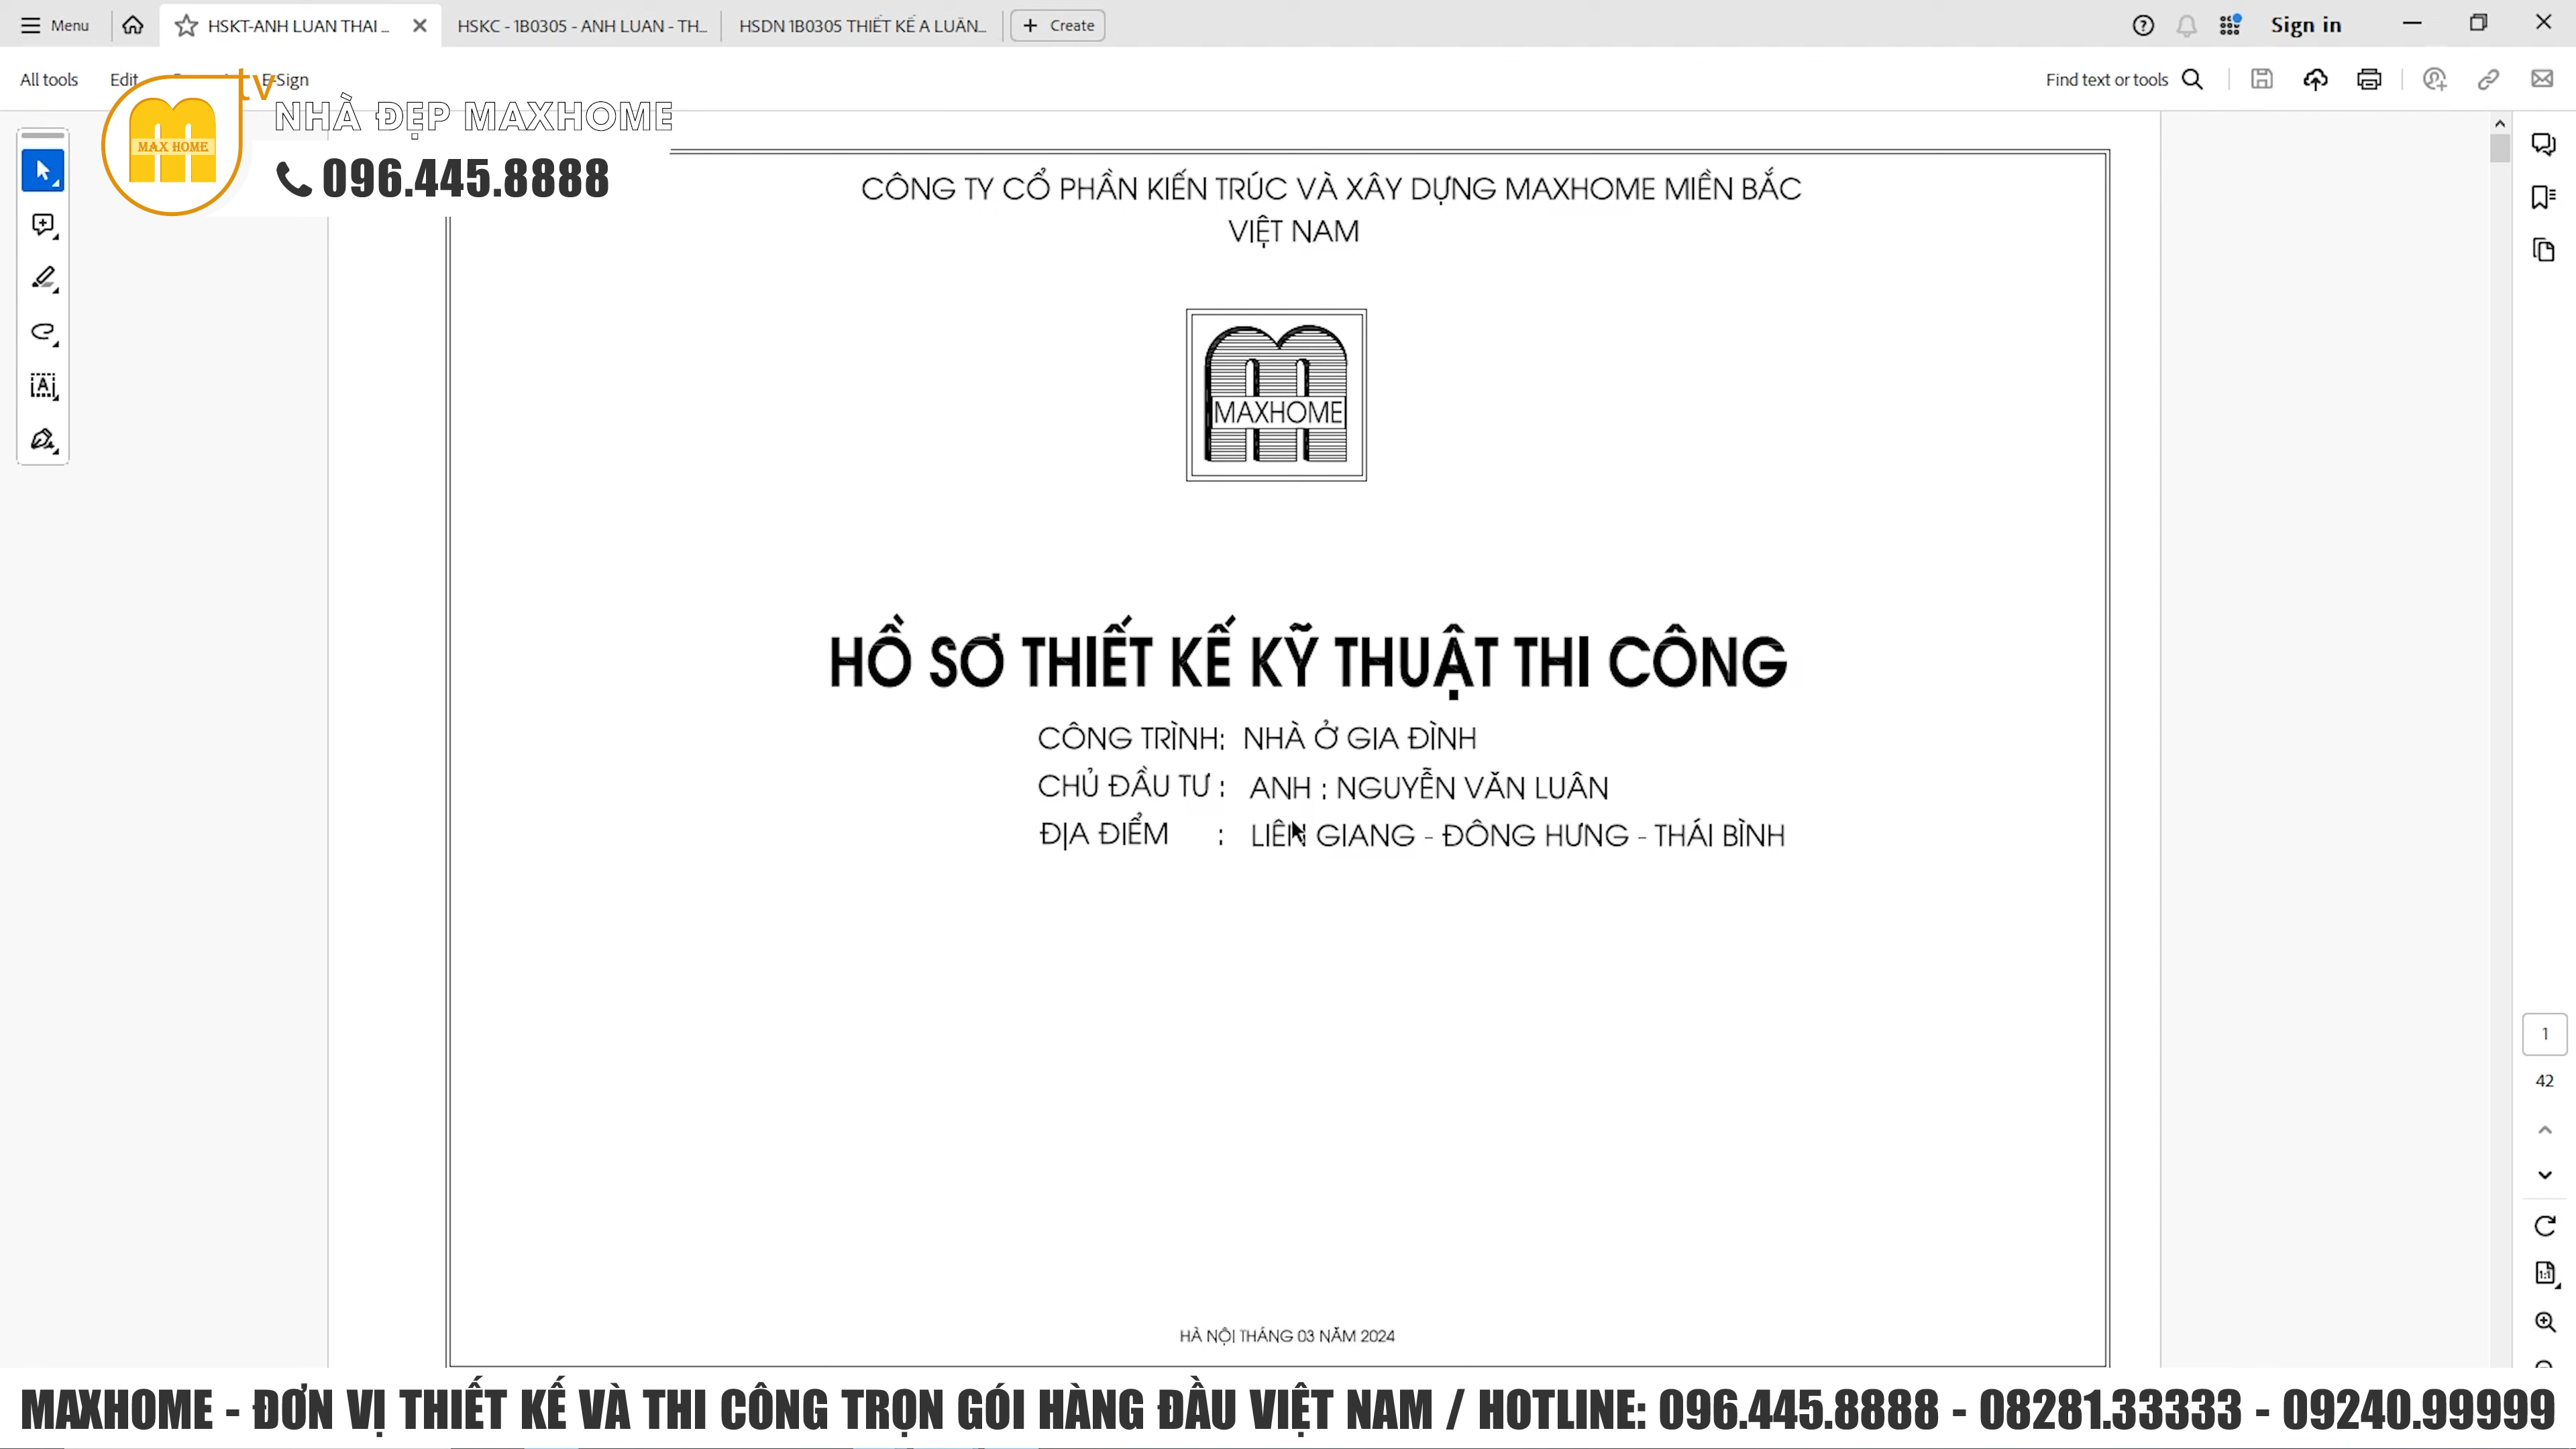 Menu
HSKT-ANH LUAN THAI ...
HSKC - 1B0305 - ANH LUAN - TH...
HSDN 1B0305 THIẾT KẾ A LUÂN...
Create
Sign in
All tools
Edit
E-Sign
Find text or tools
tv
MAX HOME
NHÀ ĐẸP MAXHOME
096.445.8888
CÔNG TY CỔ PHẦN KIẾN TRÚC VÀ XÂY DỰNG MAXHOME MIỀN BẮC
VIỆT NAM
MAXHOME
HỒ SƠ THIẾT KẾ KỸ THUẬT THI CÔNG
CÔNG TRÌNH: NHÀ Ở GIA ĐÌNH
CHỦ ĐẦU TƯ : ANH : NGUYỄN VĂN LUÂN
ĐỊA ĐIỂM : LIÊN GIANG - ĐÔNG HƯNG - THÁI BÌNH
1
42
HÀ NỘI THÁNG 03 NĂM 2024
MAXHOME - ĐƠN VỊ THIẾT KẾ VÀ THI CÔNG TRỌN GÓI HÀNG ĐẦU VIỆT NAM / HOTLINE: 096.445.8888 - 08281.33333 - 09240.99999